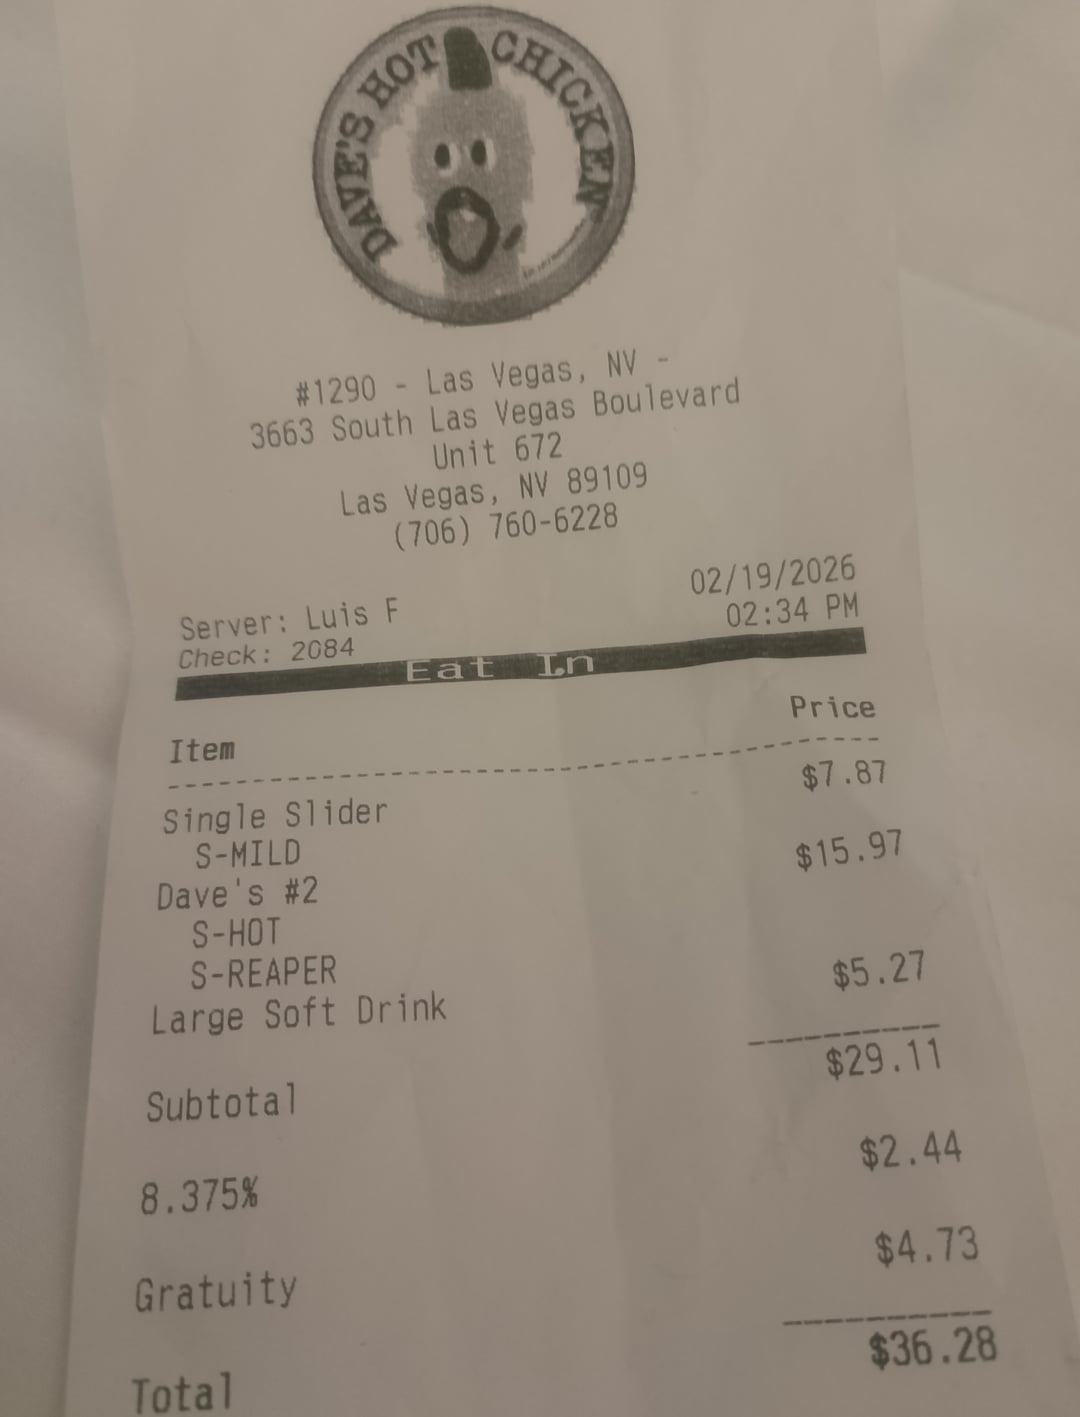 DAVE'S HOT CHICKEN
#1290 - Las Vegas, NV -
3663 South Las Vegas Boulevard
Unit 672
Las Vegas, NV 89109
(706) 760-6228
Server: Luis F 02/19/2026
Check: 2084 02:34 PM
Eat In
Item Price
Single Slider $7.87
S-MILD
Dave's #2 $15.97
S-HOT
S-REAPER
Large Soft Drink $5.27
Subtotal $29.11
8.375% $2.44
Gratuity $4.73
Total $36.28